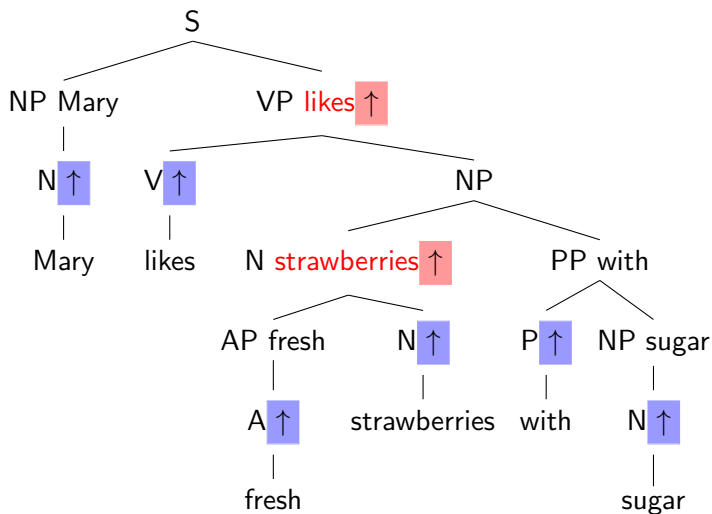 S
NP Mary VP likes ↑
N ↑ V ↑ NP
Mary likes N strawberries ↑ PP with
AP fresh N ↑ P ↑ NP sugar
A ↑ strawberries with N ↑
fresh sugar